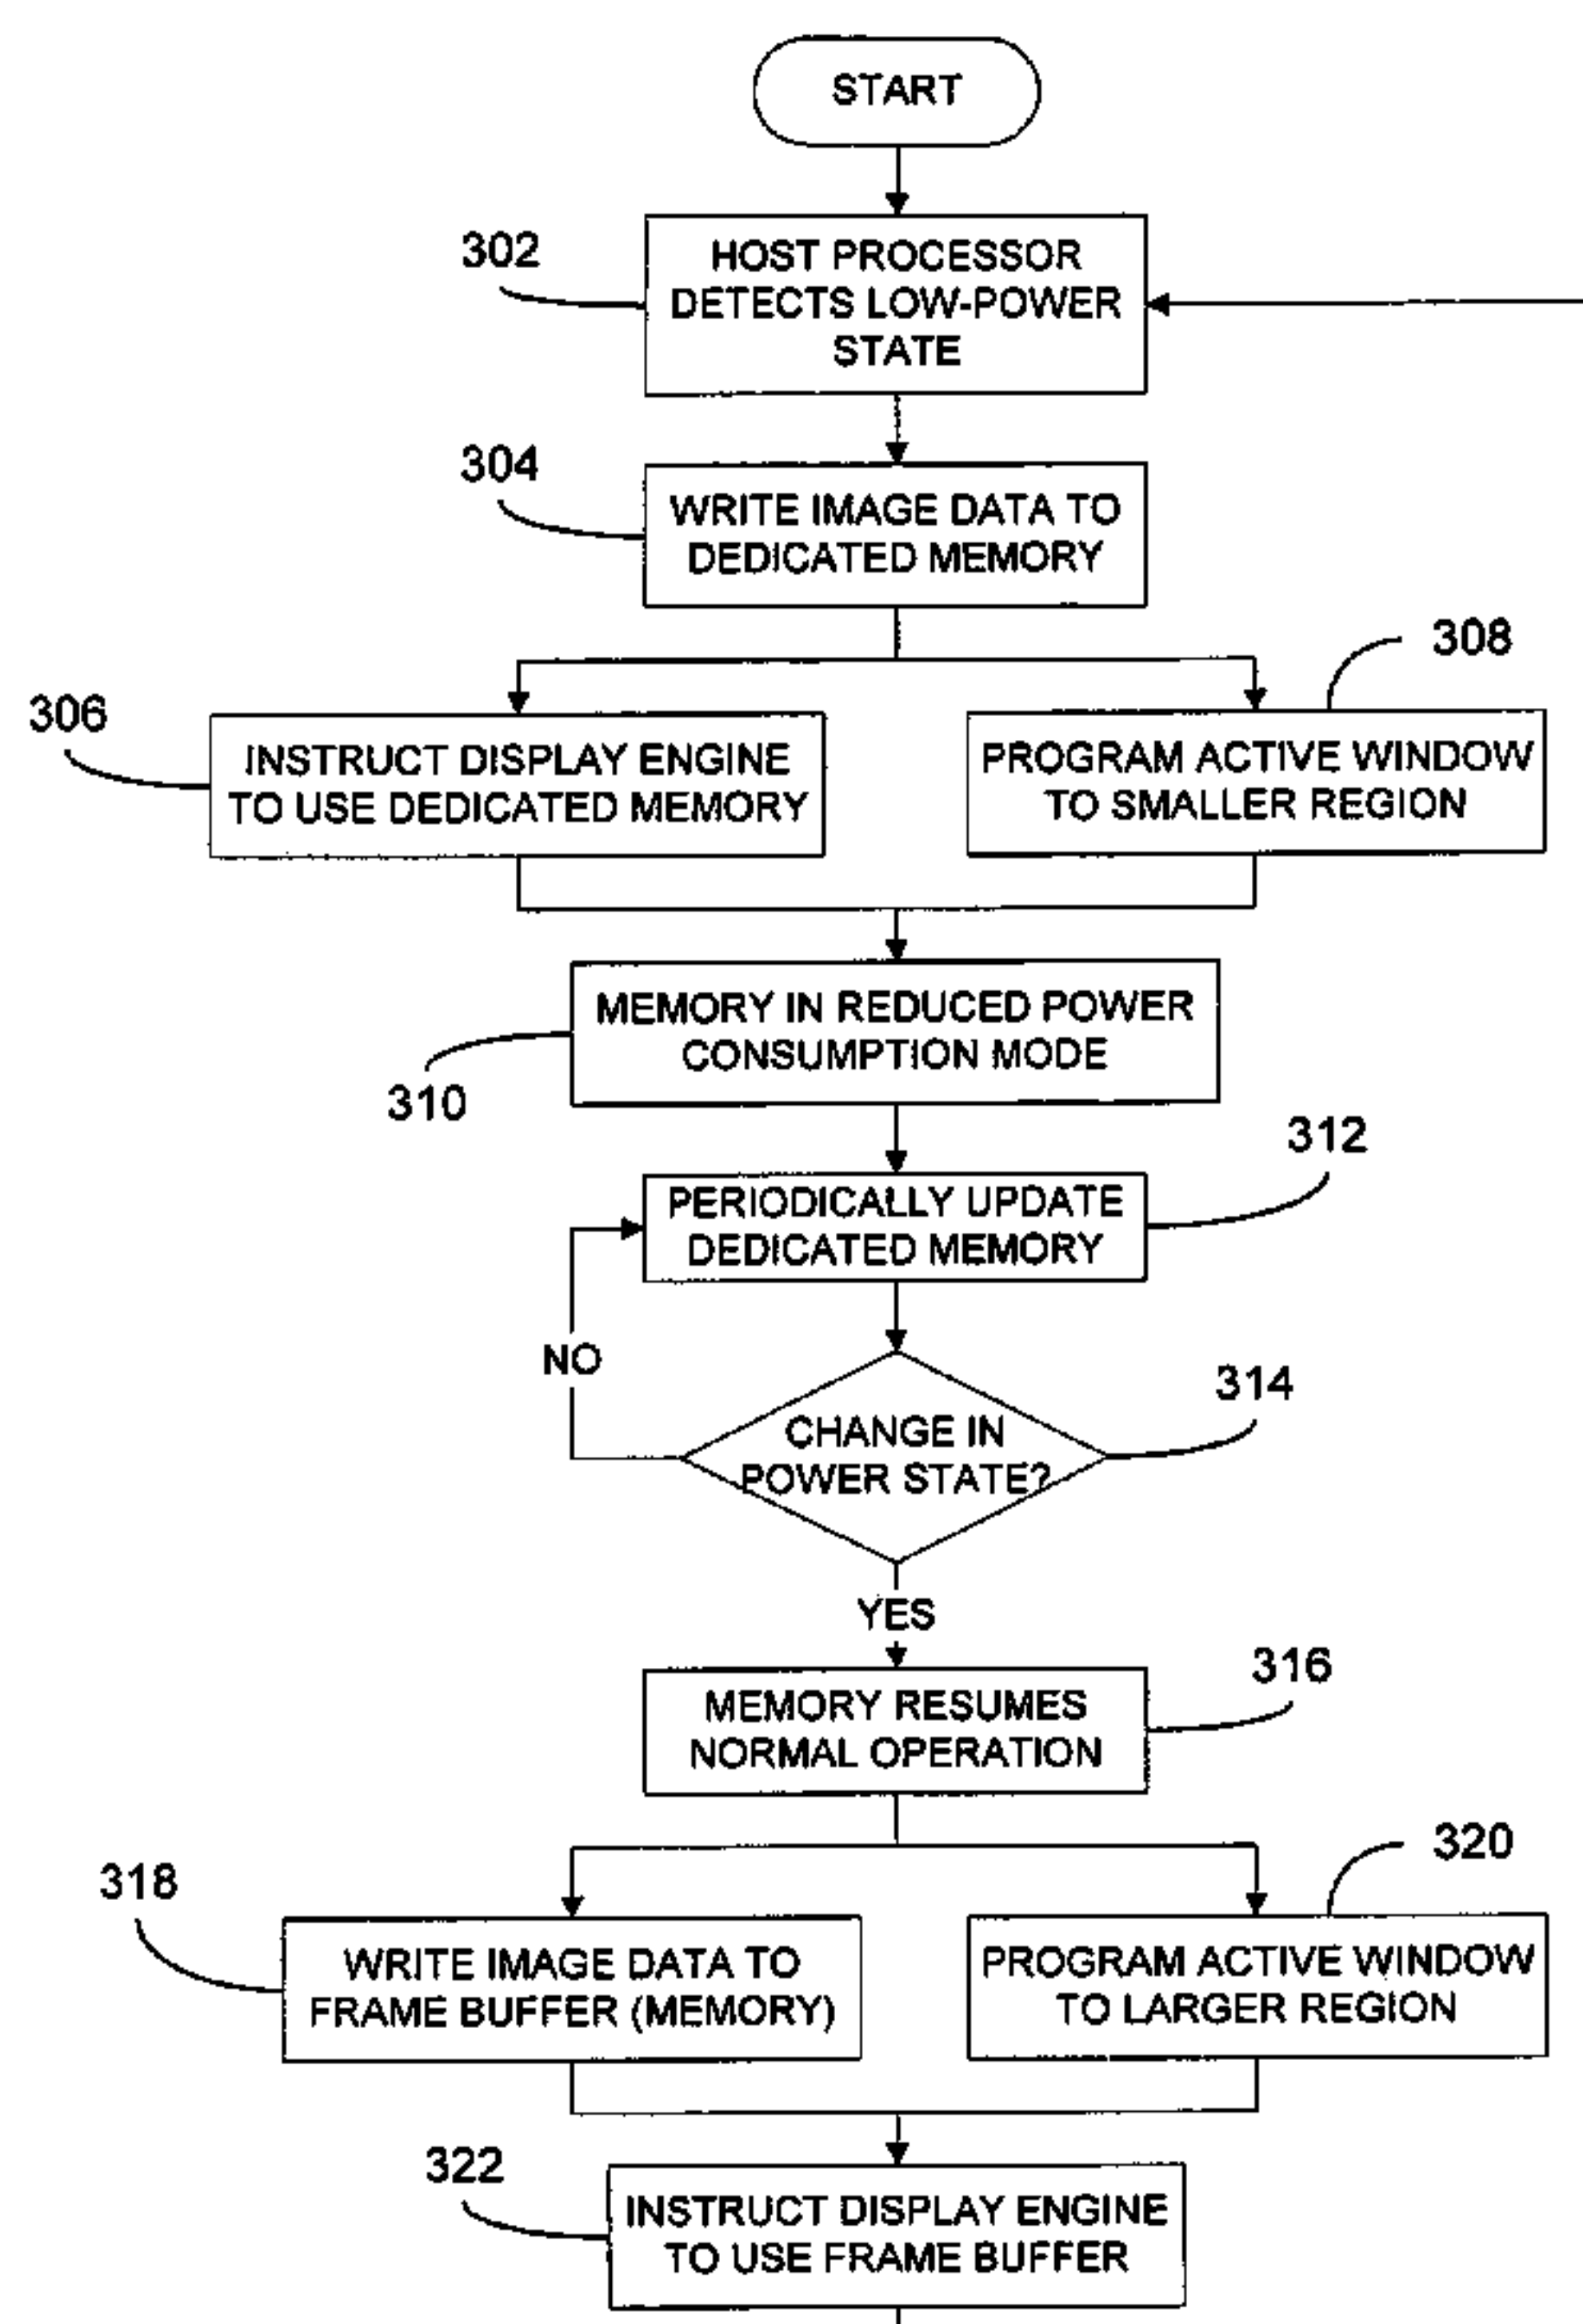 START
302
HOST PROCESSOR
DETECTS LOW-POWER
STATE
304
WRITE IMAGE DATA TO
DEDICATED MEMORY
306
INSTRUCT DISPLAY ENGINE
TO USE DEDICATED MEMORY
308
PROGRAM ACTIVE WINDOW
TO SMALLER REGION
MEMORY IN REDUCED POWER
CONSUMPTION MODE
310
312
PERIODICALLY UPDATE
DEDICATED MEMORY
NO
314
CHANGE IN
POWER STATE?
YES
316
MEMORY RESUMES
NORMAL OPERATION
318
WRITE IMAGE DATA TO
FRAME BUFFER (MEMORY)
320
PROGRAM ACTIVE WINDOW
TO LARGER REGION
322
INSTRUCT DISPLAY ENGINE
TO USE FRAME BUFFER